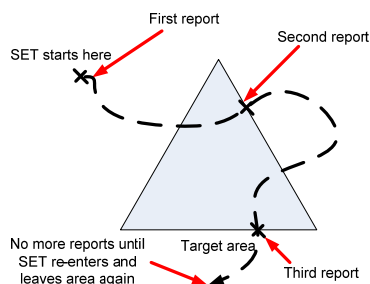 First report
Second report
SET starts here
Target area
No more reports until
SET re-enters and
leaves area again
Third report